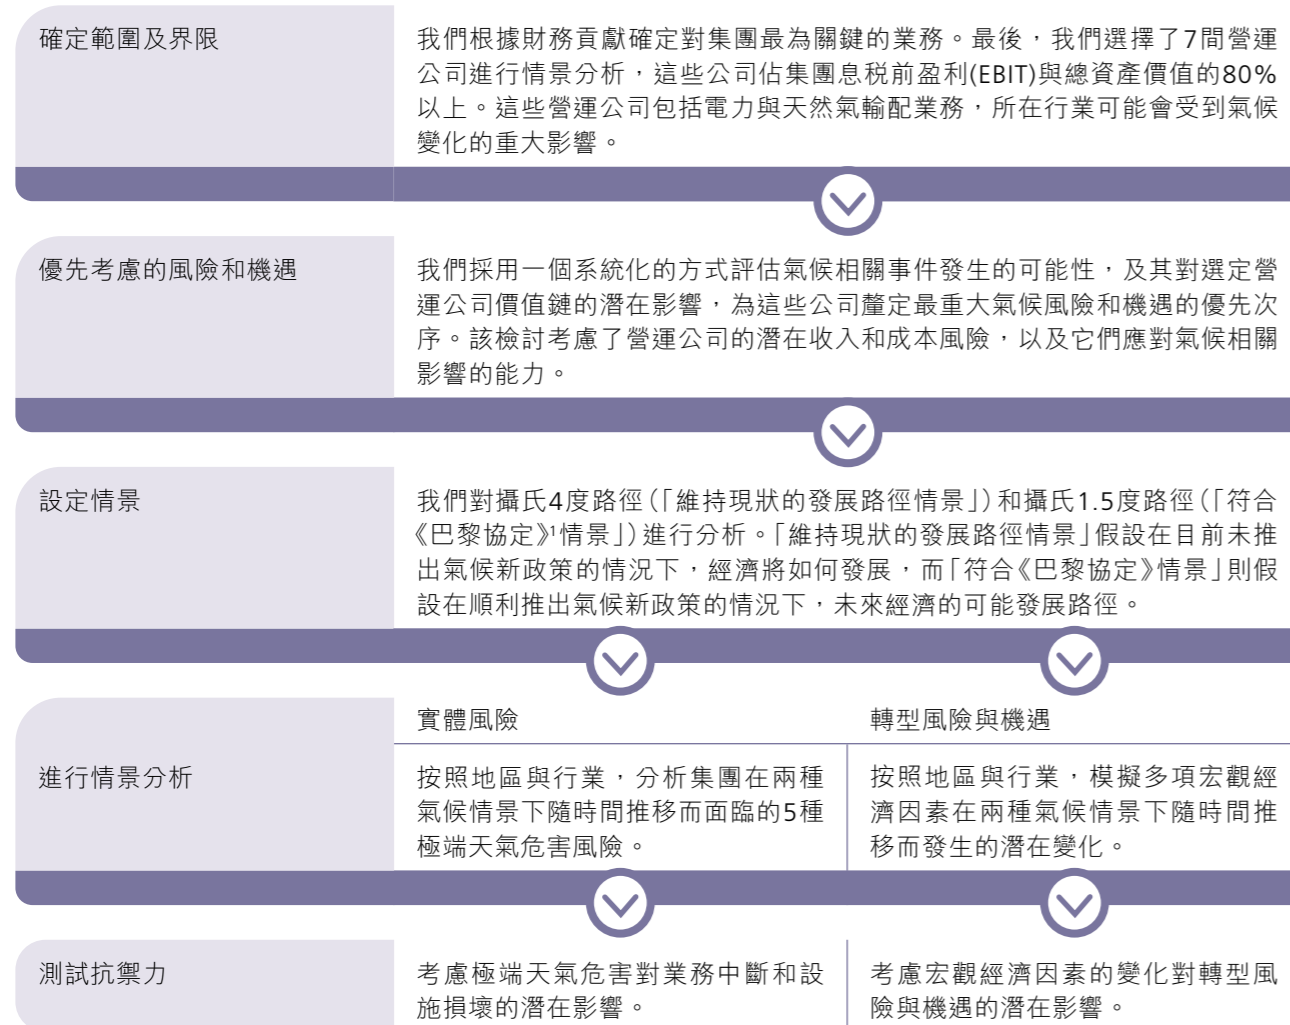 確定範圍及界限
我們根據財務貢獻確定對集團最為關鍵的業務。最後，我們選擇了7間營運
公司進行情景分析，這些公司佔集團息稅前盈利(EBIT)與總資產價值的80%
以上。這些營運公司包括電力與天然氣輸配業務，所在行業可能會受到氣候
變化的重大影響。
優先考慮的風險和機遇
我們採用一個系統化的方式評估氣候相關事件發生的可能性，及其對選定營
運公司價值鏈的潛在影響，為這些公司釐定最重大氣候風險和機遇的優先次
序。該檢討考慮了營運公司的潛在收入和成本風險，以及它們應對氣候相關
影響的能力。
設定情景
我們對攝氏4度路徑（「維持現狀的發展路徑情景」）和攝氏1.5度路徑（「符合
《巴黎協定》¹情景」）進行分析。「維持現狀的發展路徑情景」假設在目前未推
出氣候新政策的情況下，經濟將如何發展，而「符合《巴黎協定》情景」則假
設在順利推出氣候新政策的情況下，未來經濟的可能發展路徑。
進行情景分析
實體風險
按照地區與行業，分析集團在兩種
氣候情景下隨時間推移而面臨的5種
極端天氣危害風險。
轉型風險與機遇
按照地區與行業，模擬多項宏觀經
濟因素在兩種氣候情景下隨時間推
移而發生的潛在變化。
測試抗禦力
考慮極端天氣危害對業務中斷和設
施損壞的潛在影響。
考慮宏觀經濟因素的變化對轉型風
險與機遇的潛在影響。